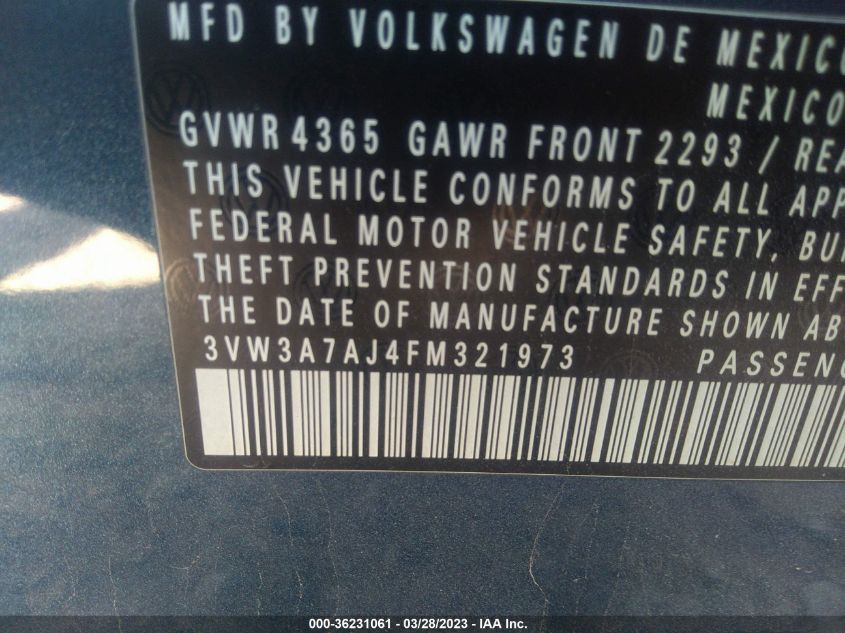 MFD BY VOLKSWAGEN DE MEXICO
MEXICO
GVWR 4365 GAWR FRONT 2293 / REA
THIS VEHICLE CONFORMS TO ALL APP
FEDERAL MOTOR VEHICLE SAFETY, BU
THEFT PREVENTION STANDARDS IN EFF
THE DATE OF MANUFACTURE SHOWN AB
3VW3A7AJ4FM321973 PASSENG
000-36231061 / 03/28/2023 - IAA Inc.